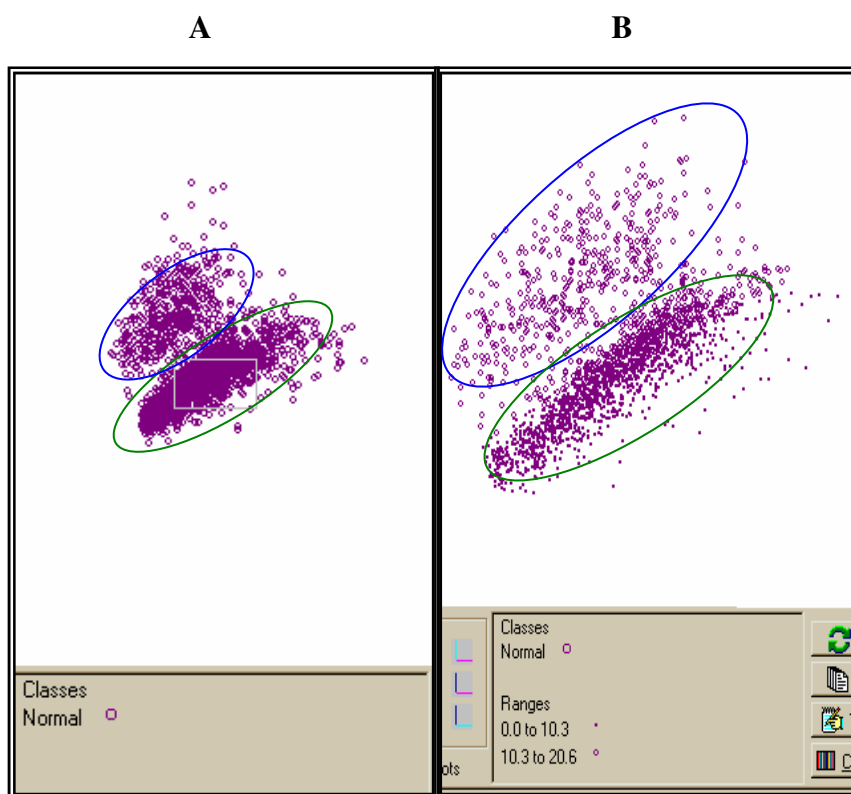 A
B
Classes
Normal
Classes
Normal
Ranges
0.0 to 10.3
10.3 to 20.6
ots
C